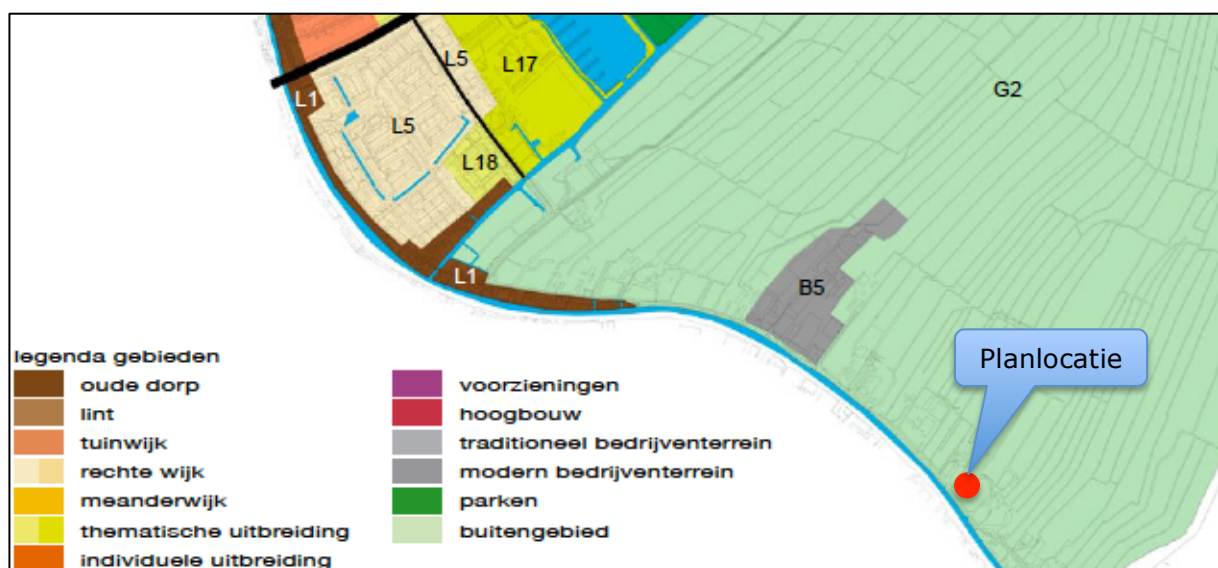 L5
L17
G2
L1
L5
L18
L1
B5
Planlocatie
legenda gebieden
oude dorp
lint
tuinwijk
rechte wijk
meanderwijk
thematische uitbreiding
individuele uitbreiding
voorzieningen
hoogbouw
traditioneel bedrijventerrein
modern bedrijventerrein
parken
buitengebied